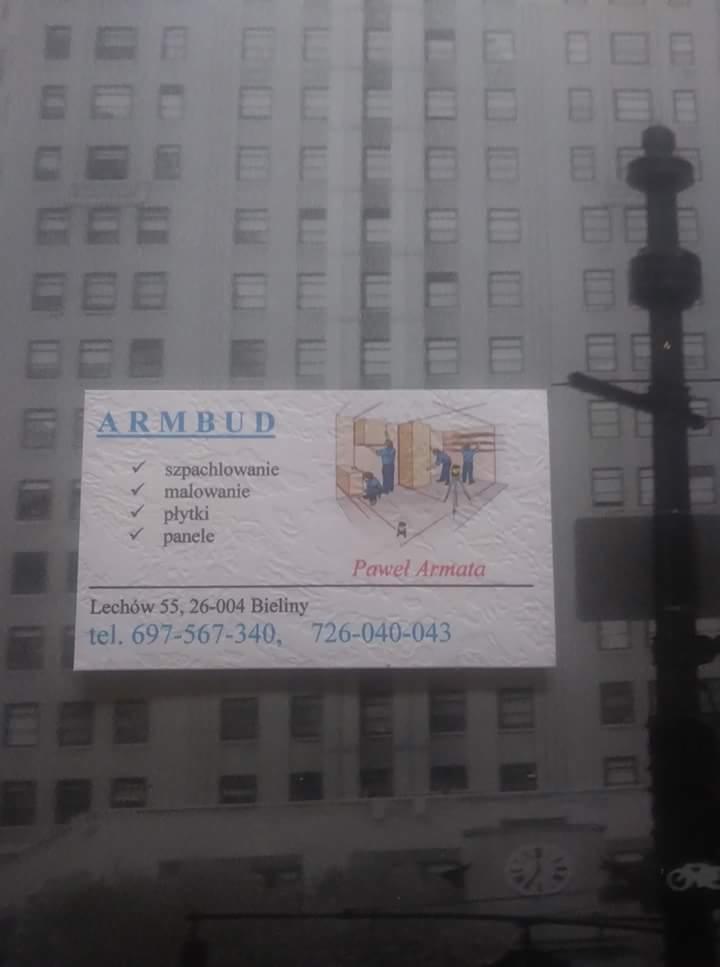 ARMBUD
✓ szpachlowanie
✓ malowanie
✓ płytki
✓ panele
Paweł Armata
Lechów 55, 26-004 Bieliny
tel. 697-567-340, 726-040-043